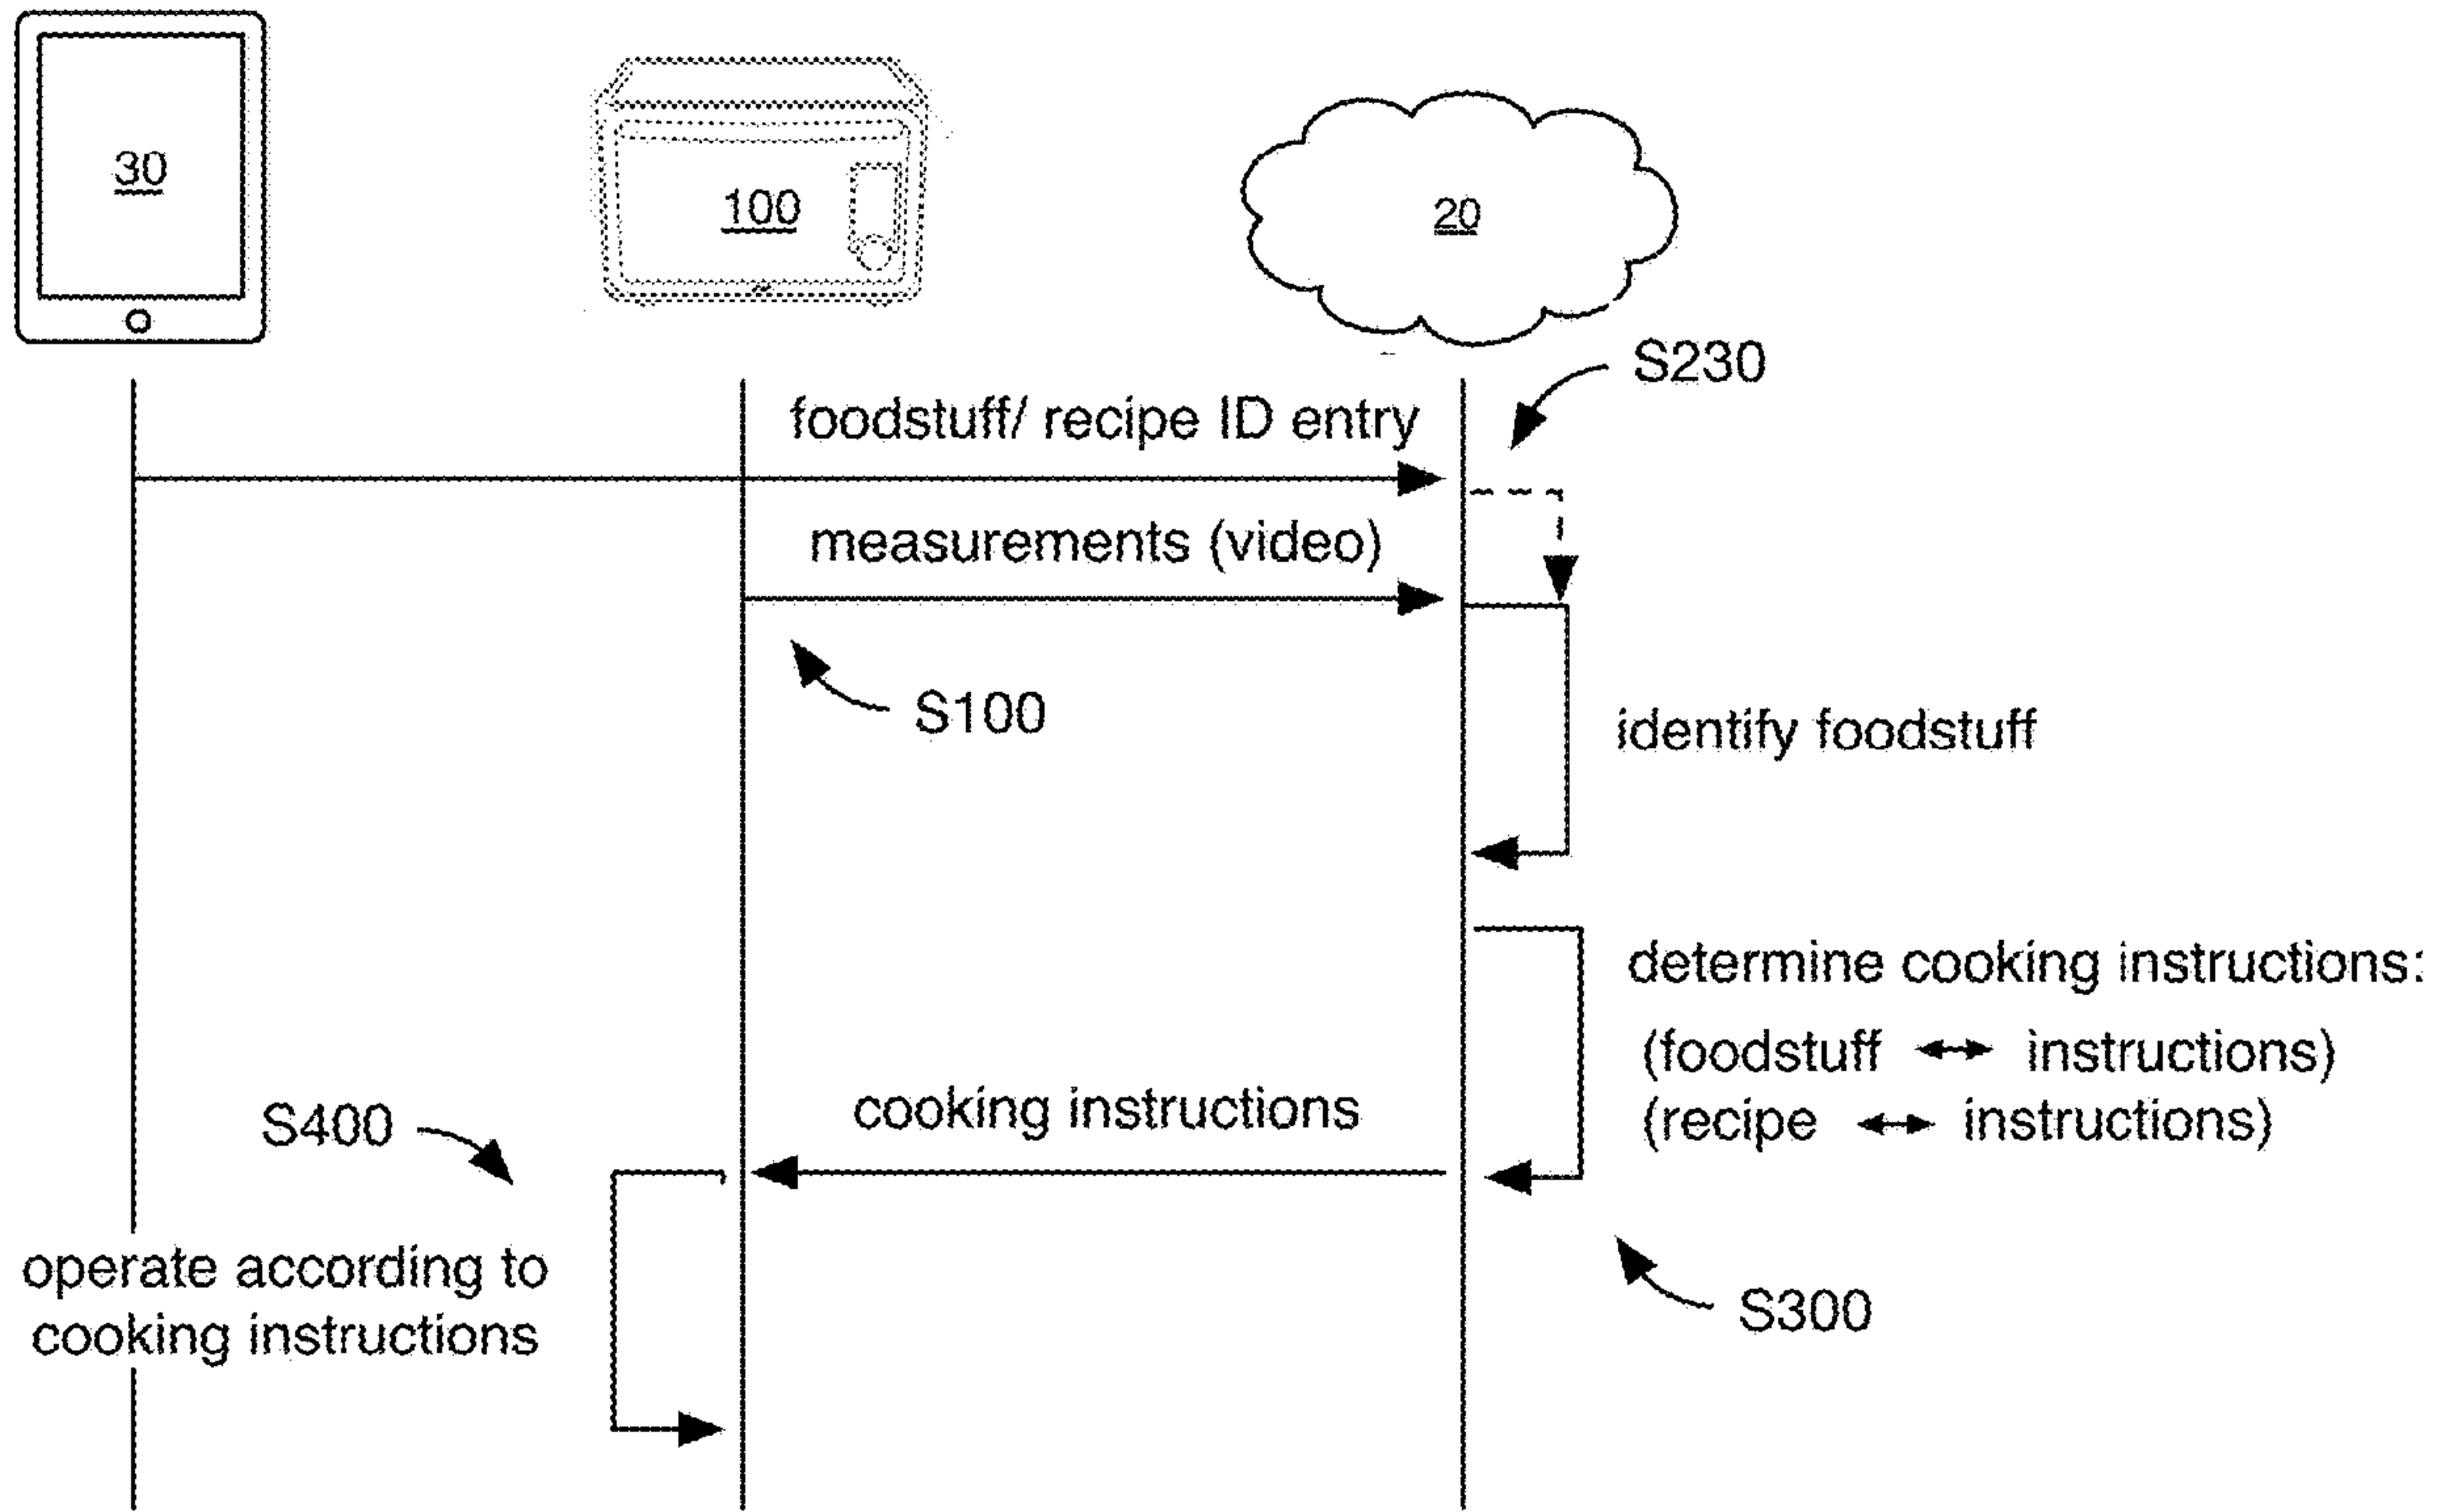 30
100
20
S230
foodstuff/ recipe ID entry
measurements (video)
S100
identify foodstuff
determine cooking instructions:
(foodstuff ↔ instructions)
(recipe ↔ instructions)
cooking instructions
S400
operate according to
cooking instructions
S300